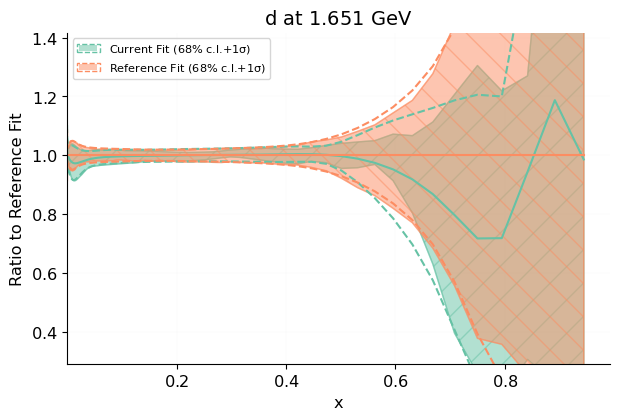 d at 1.651 GeV
Current Fit (68% c.l.+1σ)
Reference Fit (68% c.l.+1σ)
Ratio to Reference Fit
1.4
1.2
1.0
0.8
0.6
0.4
0.2 0.4 0.6 0.8
x